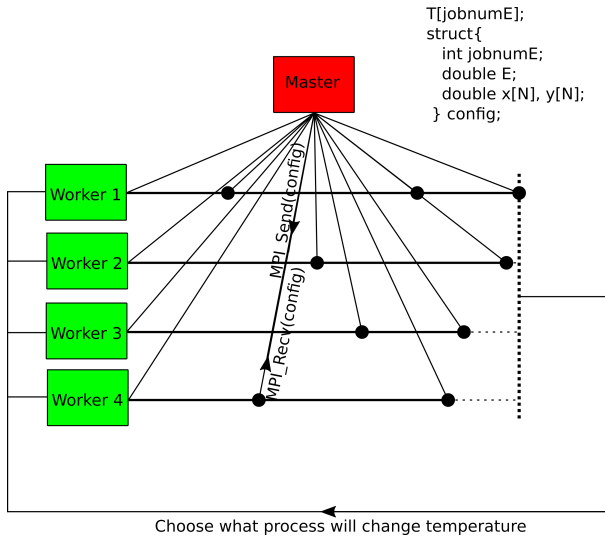 T[jobnumE];
struct{
int jobnumE;
double E;
double x[N], y[N];
} config;
Master
Worker 1
Worker 2
Worker 3
Worker 4
MPI_Send(config)
MPI_Recv(config)
Choose what process will change temperature